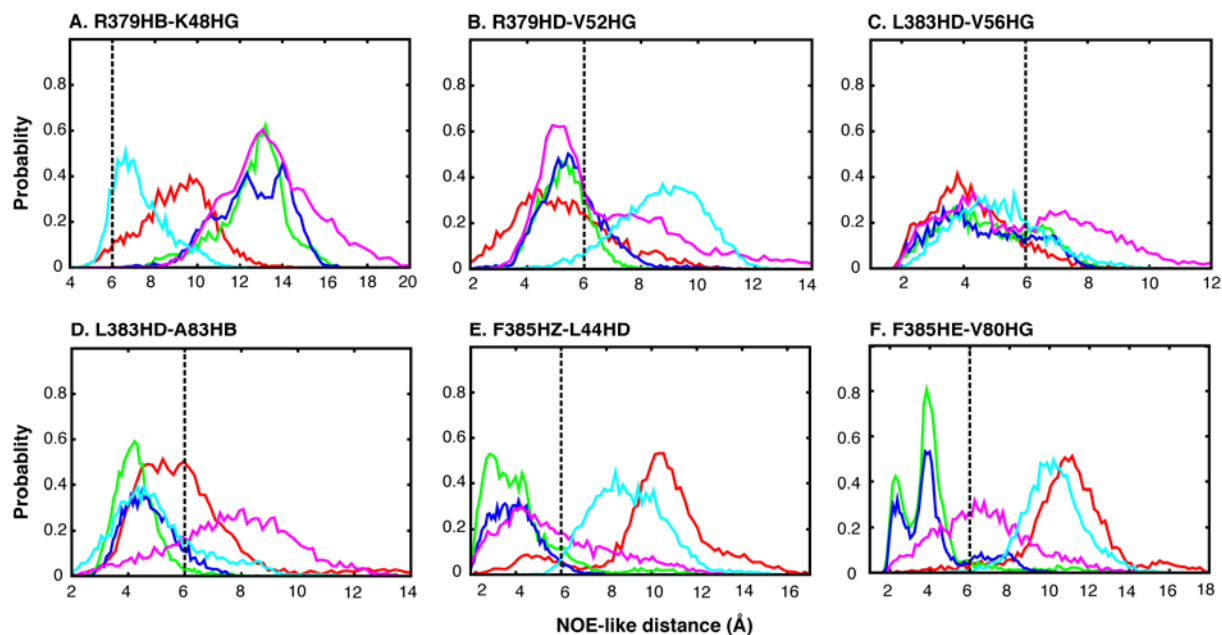 A. R379HB-K48HG
B. R379HD-V52HG
C. L383HD-V56HG
Probablity
0.8
0.6
0.4
0.2
0
4 6 8 10 12 14 16 18 20
0.8
0.6
0.4
0.2
0
2 4 6 8 10 12 14
0.8
0.6
0.4
0.2
0
2 4 6 8 10 12
D. L383HD-A83HB
E. F385HZ-L44HD
F. F385HE-V80HG
Probablity
0.8
0.6
0.4
0.2
0
2 4 6 8 10 12 14
0.8
0.6
0.4
0.2
0
2 4 6 8 10 12 14 16
0.8
0.6
0.4
0.2
0
2 4 6 8 10 12 14 16 18
NOE-like distance (Å)